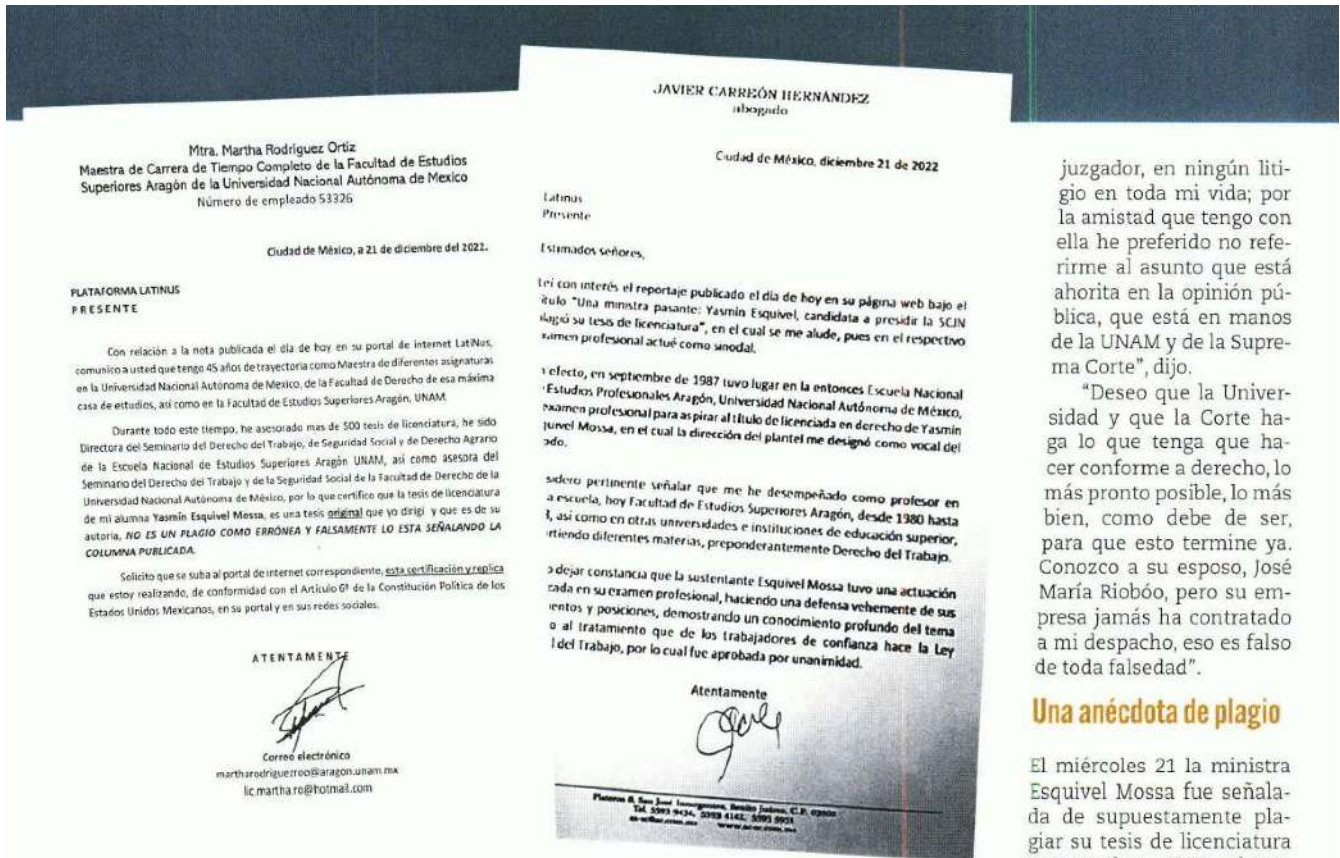 Mtra. Martha Rodríguez Ortiz
Maestra de Carrera de Tiempo Completo de la Facultad de Estudios
Superiores Aragón de la Universidad Nacional Autónoma de Mexico
Número de empleado 53326
Ciudad de México, a 21 de diciembre del 2022.
PLATAFORMA LATINUS
P R E S E N T E
Con relación a la nota publicada el día de hoy en su portal de internet LatiNus,
comunico a usted que tengo 45 años de trayectoria como Maestra de diferentes asignaturas
en la Universidad Nacional Autónoma de Mexico, de la Facultad de Derecho de esa máxima
casa de estudios, así como en la Facultad de Estudios Superiores Aragón, UNAM.
Durante todo este tiempo, he asesorado mas de 500 tesis de licenciatura, he sido
Directora del Seminario del Derecho del Trabajo, de Seguridad Social y de Derecho Agrario
de la Escuela Nacional de Estudios Superiores Aragón UNAM, así como asesora del
Seminario del Derecho del Trabajo y de la Seguridad Social de la Facultad de Derecho de la
Universidad Nacional Autónoma de México, por lo que certifico que la tesis de licenciatura
de mi alumna Yasmín Esquivel Mossa, es una tesis original que yo dirigí y que es de su
autoría, NO ES UN PLAGIO COMO ERRÓNEA Y FALSAMENTE LO ESTA SEÑALANDO LA
COLUMNA PUBLICADA.
Solicito que se suba al portal de internet correspondiente, esta certificación y replica
que estoy realizando, de conformidad con el Artículo 6º de la Constitución Política de los
Estados Unidos Mexicanos, en su portal y en sus redes sociales.
A T E N T A M E N T E
Correo electrónico
martharodriguezroo@aragon.unam.mx
lic.martha.ro@hotmail.com
JAVIER CARREÓN HERNÁNDEZ
abogado
Ciudad de México, diciembre 21 de 2022
Latinus
Presente
Estimados señores,
Leí con interés el reportaje publicado el día de hoy en su página web bajo el
título "Una ministra pasante: Yasmín Esquivel, candidata a presidir la SCJN
plagió su tesis de licenciatura", en el cual se me alude, pues en el respectivo
examen profesional actué como sinodal.
efecto, en septiembre de 1987 tuvo lugar en la entonces Escuela Nacional
Estudios Profesionales Aragón, Universidad Nacional Autónoma de México,
examen profesional para aspirar al título de licenciada en derecho de Yasmín
quivel Mossa, en el cual la dirección del plantel me designó como vocal del
ado.
sidero pertinente señalar que me he desempeñado como profesor en
a escuela, hoy Facultad de Estudios Superiores Aragón, desde 1980 hasta
, así como en otras universidades e instituciones de educación superior,
rtiendo diferentes materias, preponderantemente Derecho del Trabajo.
o dejar constancia que la sustentante Esquivel Mossa tuvo una actuación
cada en su examen profesional, haciendo una defensa vehemente de sus
ientos y posiciones, demostrando un conocimiento profundo del tema
o al tratamiento que de los trabajadores de confianza hace la Ley
l del Trabajo, por lo cual fue aprobada por unanimidad.
Atentamente
Plateros 8, San José Insurgentes, Benito Juárez, C.P. 03900
Tel. 5593 9434, 5593 4142, 5593 5931
juzgador, en ningún liti-
gio en toda mi vida; por
la amistad que tengo con
ella he preferido no refe-
rirme al asunto que está
ahorita en la opinión pú-
blica, que está en manos
de la UNAM y de la Supre-
ma Corte", dijo.
"Deseo que la Univer-
sidad y que la Corte ha-
ga lo que tenga que ha-
cer conforme a derecho, lo
más pronto posible, lo más
bien, como debe de ser,
para que esto termine ya.
Conozco a su esposo, José
María Riobóo, pero su em-
presa jamás ha contratado
a mi despacho, eso es falso
de toda falsedad".
Una anécdota de plagio
El miércoles 21 la ministra
Esquivel Mossa fue señala-
da de supuestamente pla-
giar su tesis de licenciatura